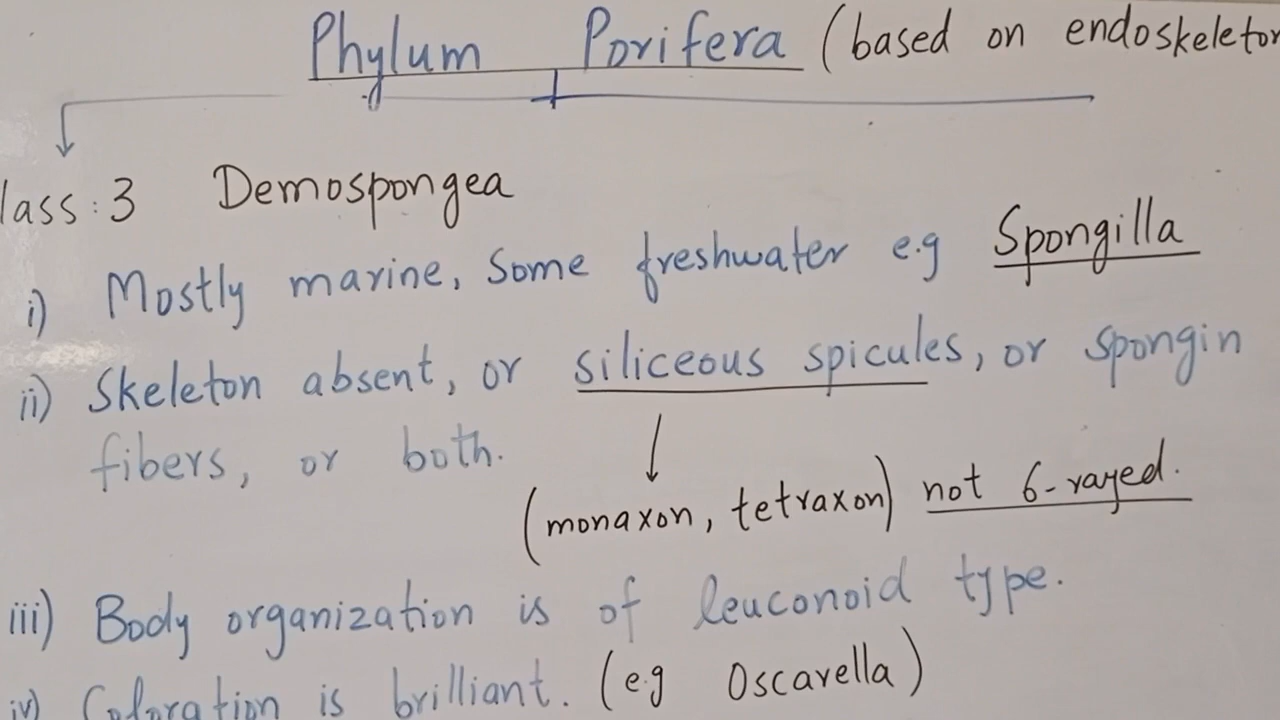 Phylum Porifera (based on endoskeleton
lass: 3 Demospongea
i) Mostly marine, Some freshwater e.g Spongilla
ii) Skeleton absent, or siliceous spicules, or spongin
fibers, or both.
(monaxon, tetraxon) not 6-rayed.
iii) Body organization is of leuconoid type.
iv) Coloration is brilliant. (e.g Oscarella)